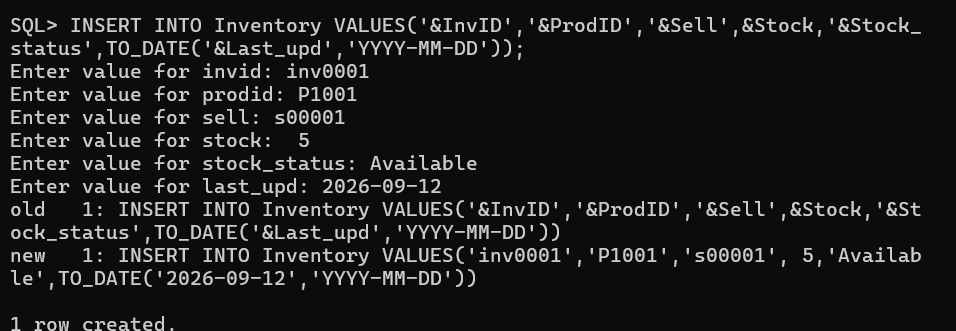 SQL> INSERT INTO Inventory VALUES('&InvID','&ProdID','&Sell',&Stock,'&Stock_
status',TO_DATE('&Last_upd','YYYY-MM-DD'));
Enter value for invid: inv0001
Enter value for prodid: P1001
Enter value for sell: s00001
Enter value for stock:  5
Enter value for stock_status: Available
Enter value for last_upd: 2026-09-12
old   1: INSERT INTO Inventory VALUES('&InvID','&ProdID','&Sell',&Stock,'&St
ock_status',TO_DATE('&Last_upd','YYYY-MM-DD'))
new   1: INSERT INTO Inventory VALUES('inv0001','P1001','s00001', 5,'Availab
le',TO_DATE('2026-09-12','YYYY-MM-DD'))
1 row created.